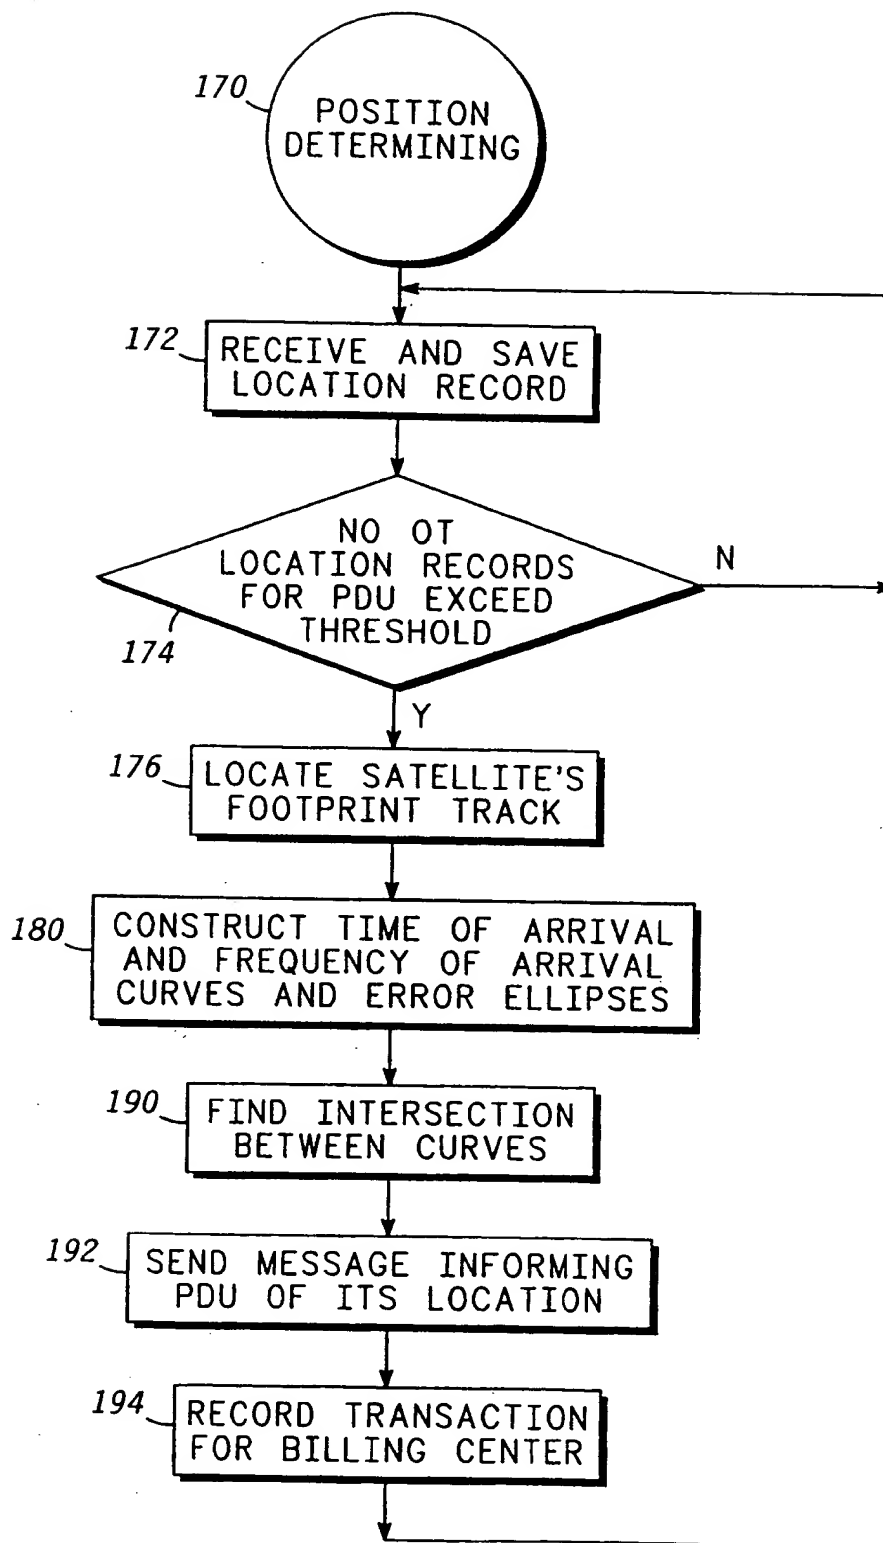 170
POSITION
DETERMINING
172
RECEIVE AND SAVE
LOCATION RECORD
NO OT
LOCATION RECORDS
FOR PDU EXCEED
THRESHOLD
N
174
Y
176
LOCATE SATELLITE'S
FOOTPRINT TRACK
180
CONSTRUCT TIME OF ARRIVAL
AND FREQUENCY OF ARRIVAL
CURVES AND ERROR ELLIPSES
190
FIND INTERSECTION
BETWEEN CURVES
192
SEND MESSAGE INFORMING
PDU OF ITS LOCATION
194
RECORD TRANSACTION
FOR BILLING CENTER